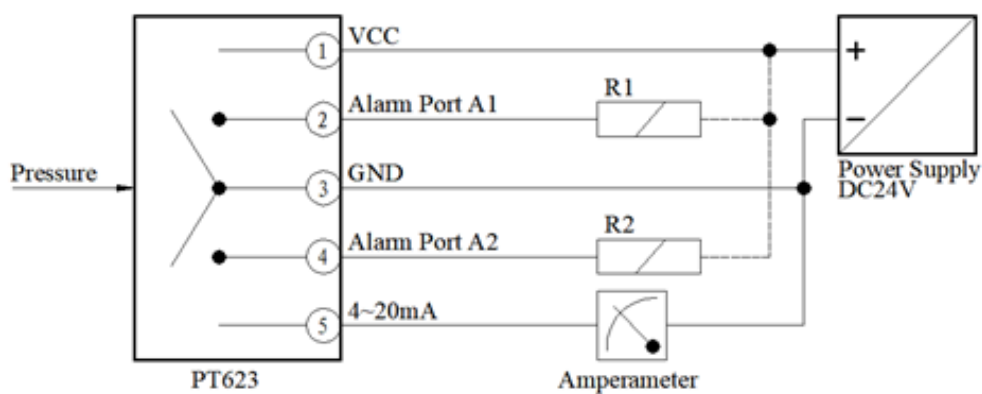 VCC
1
+
Alarm Port A1
R1
2
−
Pressure
GND
3
Power Supply
DC24V
Alarm Port A2
R2
4
4~20mA
5
PT623
Amperameter